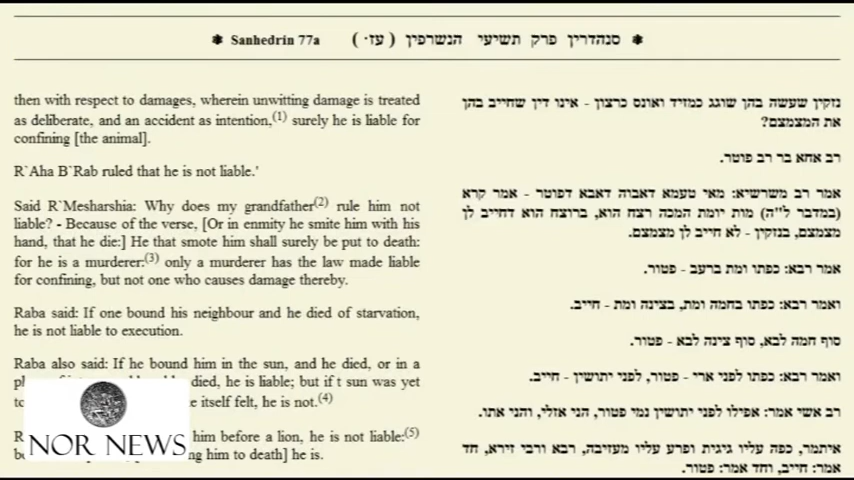 ✱ Sanhedrin 77a ( סנהדרין פרק תשיעי הנשרפין ( עז· ✱
then with respect to damages, wherein unwitting damage is treated
as deliberate, and an accident as intention,(1) surely he is liable for
confining [the animal].
R`Aha B`Rab ruled that he is not liable.'
Said R`Mesharshia: Why does my grandfather(2) rule him not
liable? - Because of the verse, [Or in enmity he smite him with his
hand, that he die:] He that smote him shall surely be put to death:
for he is a murderer:(3) only a murderer has the law made liable
for confining, but not one who causes damage thereby.
Raba said: If one bound his neighbour and he died of starvation,
he is not liable to execution.
Raba also said: If he bound him in the sun, and he died, or in a
died, he is liable; but if t sun was yet
to e itself felt, he is not.(4)
R him before a lion, he is not liable:(5)
ng him to death] he is.
נזקין שעשה בהן שוגג כמזיד ואונס כרצון - אינו דין שחייב בהן
את המצמצם?
רב אחא בר רב פוטר.
אמר רב משרשיא: מאי טעמא דאבוה דאבא דפוטר - אמר קרא
(במדבר ל"ה) מות יומת המכה רצח הוא, ברוצח הוא דחייב לן
מצמצם, בנזקין - לא חייב לן מצמצם.
אמר רבא: כפתו ומת ברעב - פטור.
ואמר רבא: כפתו בחמה ומת, בצינה ומת - חייב.
סוף חמה לבא, סוף צינה לבא - פטור.
ואמר רבא: כפתו לפני ארי - פטור, לפני יתושין - חייב.
רב אשי אמר: אפילו לפני יתושין נמי פטור, הני אזלי, והני אתו.
איתמר, כפה עליו גיגית ופרע עליו מעזיבה, רבא ורבי זירא, חד
אמר: חייב, וחד אמר: פטור.
NOR NEWS